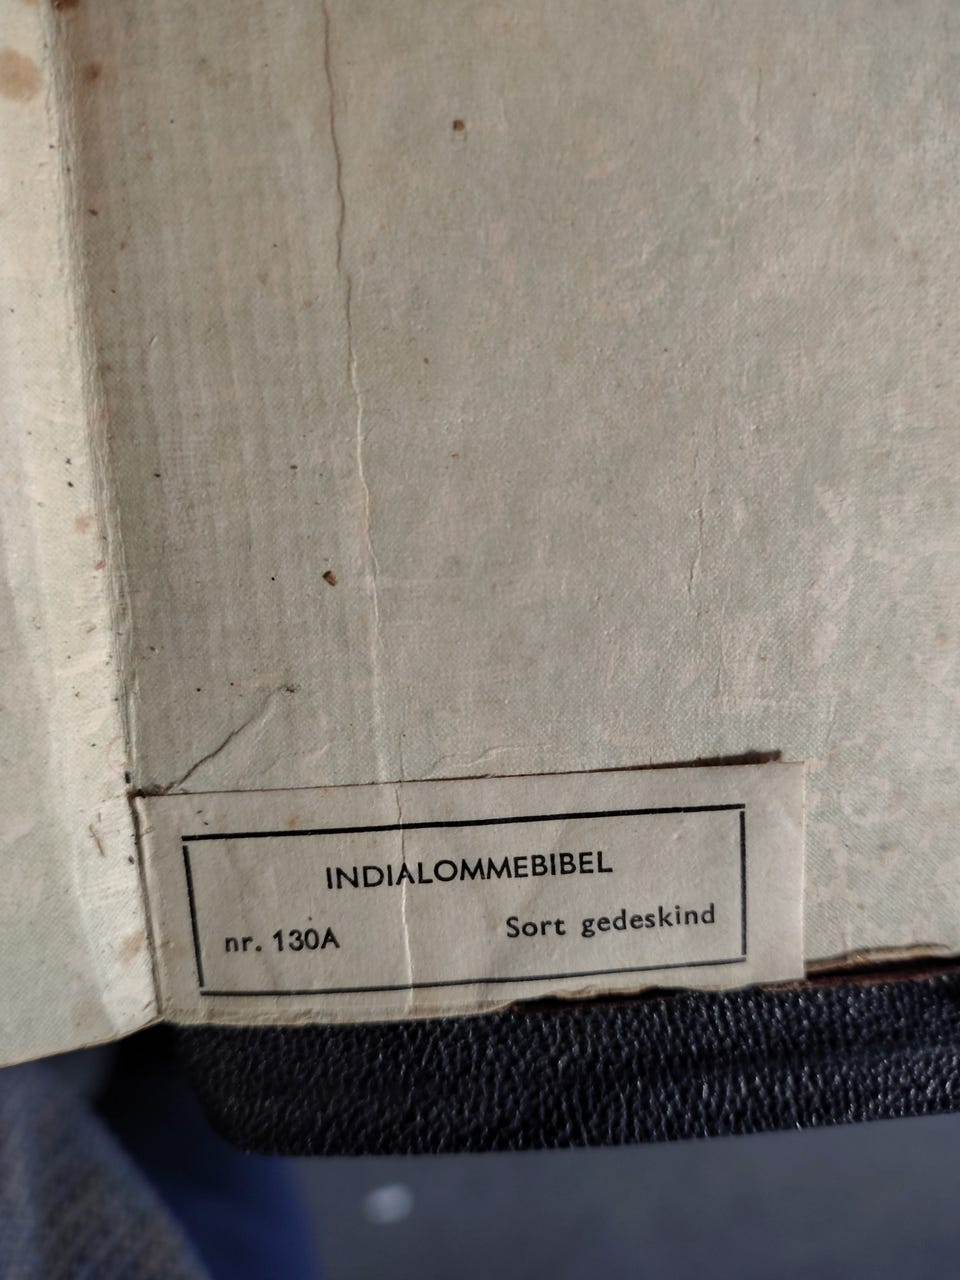 INDIALOMMEBIBEL
nr. 130A Sort gedeskind